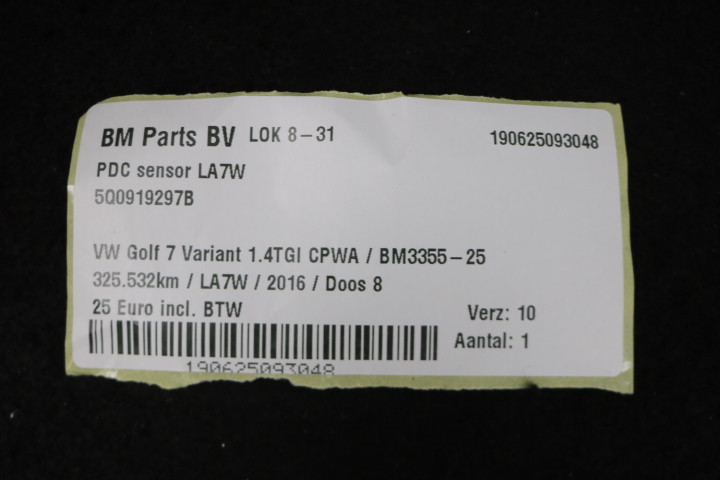 BM Parts BV LOK 8-31 190625093048
PDC sensor LA7W
5Q0919297B
VW Golf 7 Variant 1.4TGI CPWA / BM3355-25
325.532km / LA7W / 2016 / Doos 8
25 Euro incl. BTW Verz: 10
Aantal: 1
190625093048